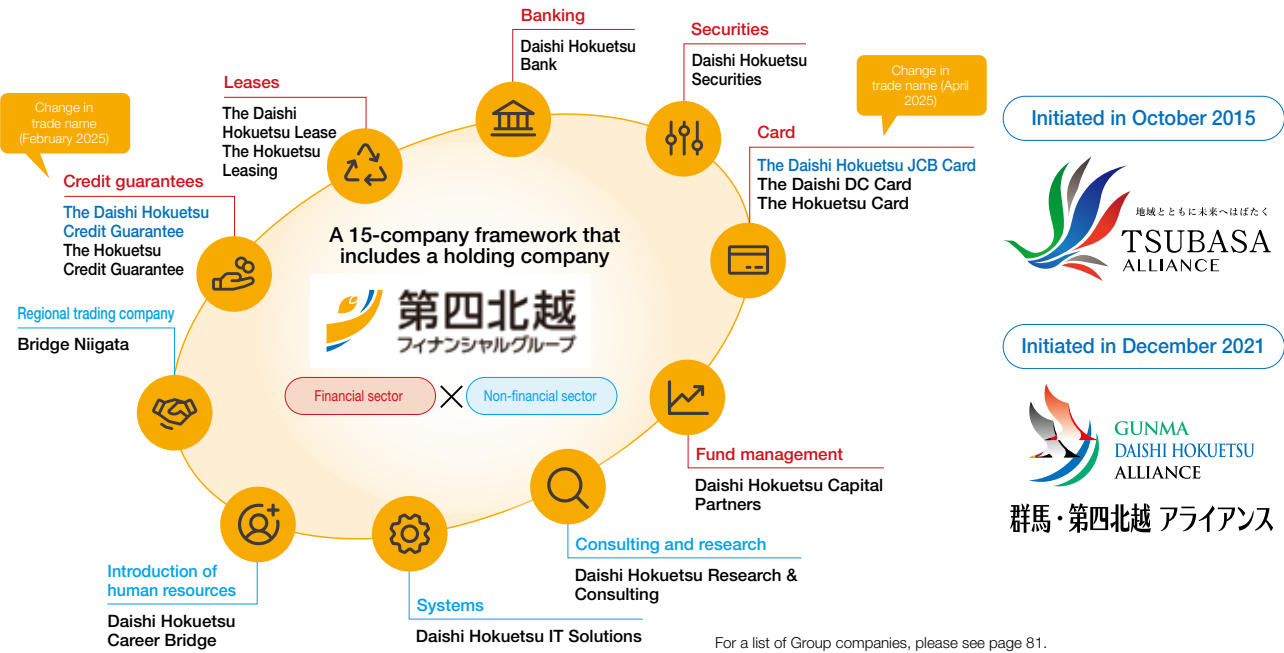 Banking
Daishi Hokuetsu
Bank
Securities
Daishi Hokuetsu
Securities
Leases
The Daishi
Hokuetsu Lease
The Hokuetsu
Leasing
Change in
trade name
(February 2025)
Change in
trade name (April
2025)
Card
The Daishi Hokuetsu JCB Card
The Daishi DC Card
The Hokuetsu Card
Credit guarantees
The Daishi Hokuetsu
Credit Guarantee
The Hokuetsu
Credit Guarantee
A 15-company framework that
includes a holding company
第四北越
フィナンシャルグループ
Financial sector
Non-financial sector
Regional trading company
Bridge Niigata
Fund management
Daishi Hokuetsu Capital
Partners
Consulting and research
Daishi Hokuetsu Research &
Consulting
Systems
Daishi Hokuetsu IT Solutions
Introduction of
human resources
Daishi Hokuetsu
Career Bridge
Initiated in October 2015
地域とともに未来へはばたく
TSUBASA
ALLIANCE
Initiated in December 2021
GUNMA
DAISHI HOKUETSU
ALLIANCE
群馬・第四北越 アライアンス
For a list of Group companies, please see page 81.